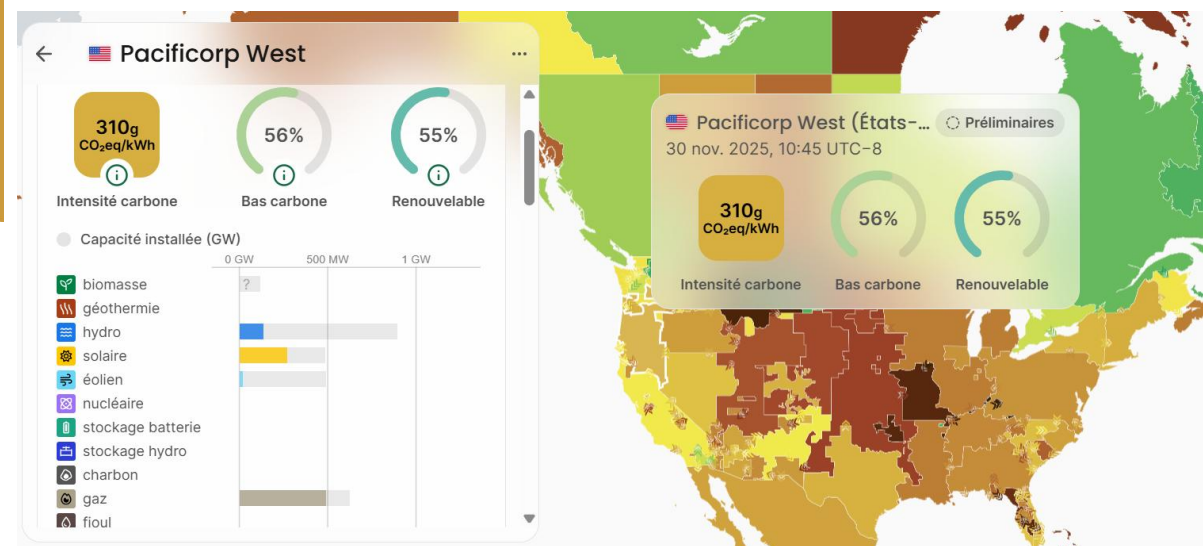 Pacificorp West
310g
CO₂eq/kWh
56%
55%
Intensité carbone
Bas carbone
Renouvelable
Capacité installée (GW)
0 GW
500 MW
1 GW
biomasse
?
géothermie
hydro
solaire
éolien
nucléaire
stockage batterie
stockage hydro
charbon
gaz
fioul
Pacificorp West (États-...
Préliminaires
30 nov. 2025, 10:45 UTC−8
310g
CO₂eq/kWh
56%
55%
Intensité carbone
Bas carbone
Renouvelable